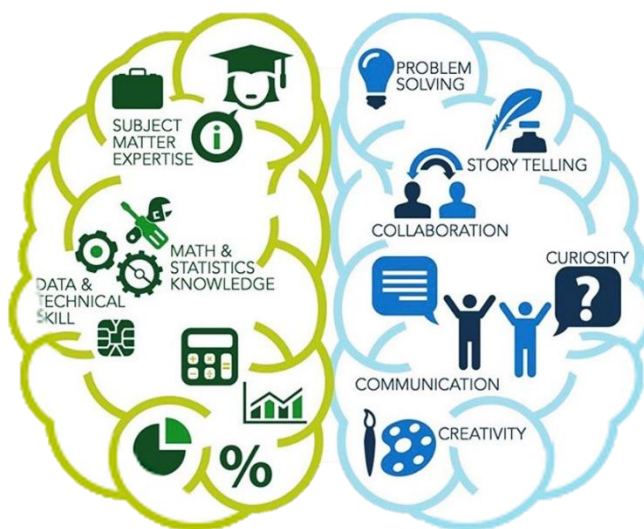 SUBJECT
MATTER
EXPERTISE
i
MATH &
STATISTICS
KNOWLEDGE
DATA &
TECHNICAL
SKILL
%
PROBLEM
SOLVING
STORY TELLING
COLLABORATION
CURIOSITY
?
COMMUNICATION
CREATIVITY